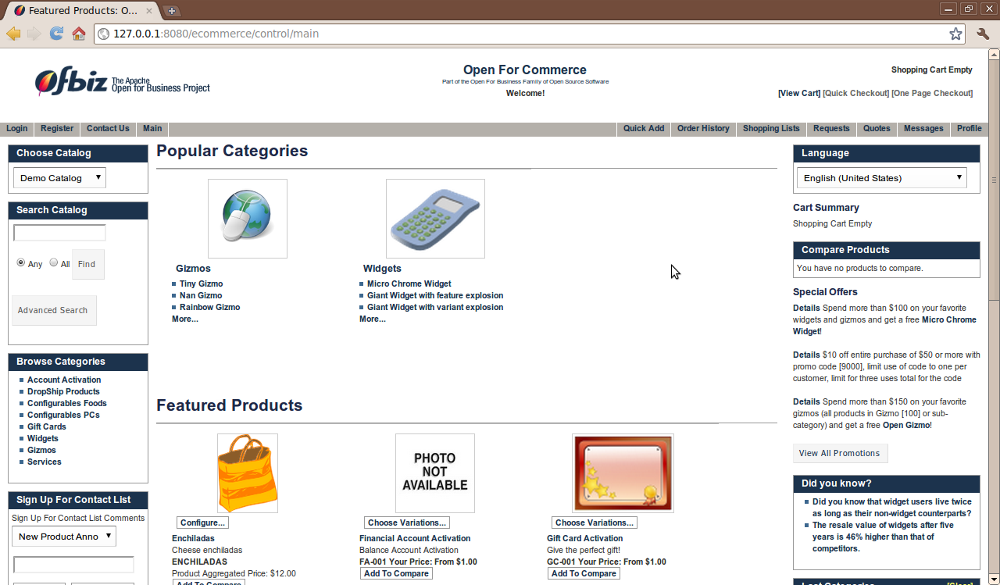 Featured Products: O...
127.0.0.1:8080/ecommerce/control/main
Ofbiz The Apache
Open for Business Project
Open For Commerce
Part of the Open For Business Family of Open Source Software
Welcome!
Shopping Cart Empty
[View Cart] [Quick Checkout] [One Page Checkout]
Login Register Contact Us Main Quick Add Order History Shopping Lists Requests Quotes Messages Profile
Choose Catalog
Demo Catalog
Search Catalog
Any All Find
Advanced Search
Browse Categories
Account Activation
DropShip Products
Configurables Foods
Configurables PCs
Gift Cards
Widgets
Gizmos
Services
Sign Up For Contact List
Sign Up For Contact List Comments
New Product Anno
Popular Categories
Gizmos
Tiny Gizmo
Nan Gizmo
Rainbow Gizmo
More...
Widgets
Micro Chrome Widget
Giant Widget with feature explosion
Giant Widget with variant explosion
More...
Featured Products
Configure...
Enchiladas
Cheese enchiladas
ENCHILADAS
Product Aggregated Price: $12.00
Add To Compare
PHOTO
NOT
AVAILABLE
Choose Variations...
Financial Account Activation
Balance Account Activation
FA-001 Your Price: From $1.00
Add To Compare
Choose Variations...
Gift Card Activation
Give the perfect gift!
GC-001 Your Price: From $1.00
Add To Compare
Language
English (United States)
Cart Summary
Shopping Cart Empty
Compare Products
You have no products to compare.
Special Offers
Details Spend more than $100 on your favorite
widgets and gizmos and get a free Micro Chrome
Widget!
Details $10 off entire purchase of $50 or more with
promo code [9000], limit use of code to one per
customer, limit for three uses total for the code
Details Spend more than $150 on your favorite
gizmos (all products in Gizmo [100] or sub-
category) and get a free Open Gizmo!
View All Promotions
Did you know?
Did you know that widget users live twice
as long as their non-widget counterparts?
The resale value of widgets after five
years is 46% higher than that of
competitors.
Last Categories [Clear]